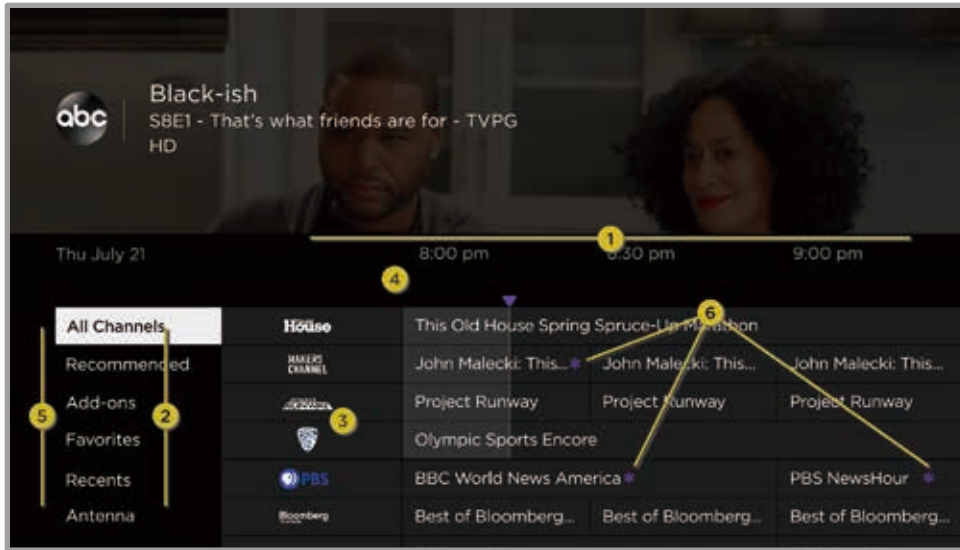 abc
Black-ish
S8E1 - That's what friends are for - TVPG
HD
1
Thu July 21
8:00 pm
8:30 pm
9:00 pm
4
6
All Channels
House
This Old House Spring Spruce-Up Marathon
Recommended
MAKERS CHANNEL
John Malecki: This...*
John Malecki: This...
John Malecki: This...
Add-ons
3
Project Runway
Project Runway
Project Runway
5
2
Favorites
Olympic Sports Encore
Recents
PBS
BBC World News America*
PBS NewsHour *
Antenna
Bloomberg
Best of Bloomberg...
Best of Bloomberg...
Best of Bloomberg...